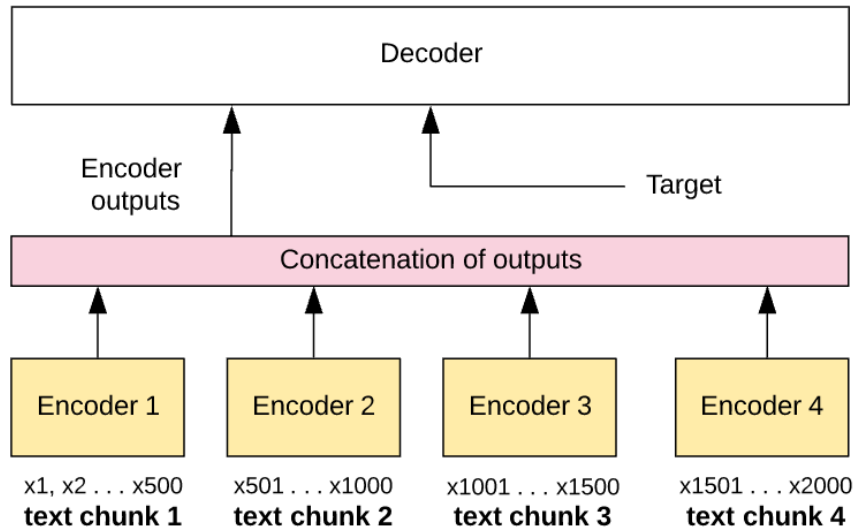 Decoder
Encoder
outputs
Target
Concatenation of outputs
Encoder 1
Encoder 2
Encoder 3
Encoder 4
x1, x2 . . . x500
x501 . . . x1000
x1001 . . . x1500
x1501 . . . x2000
text chunk 1
text chunk 2
text chunk 3
text chunk 4